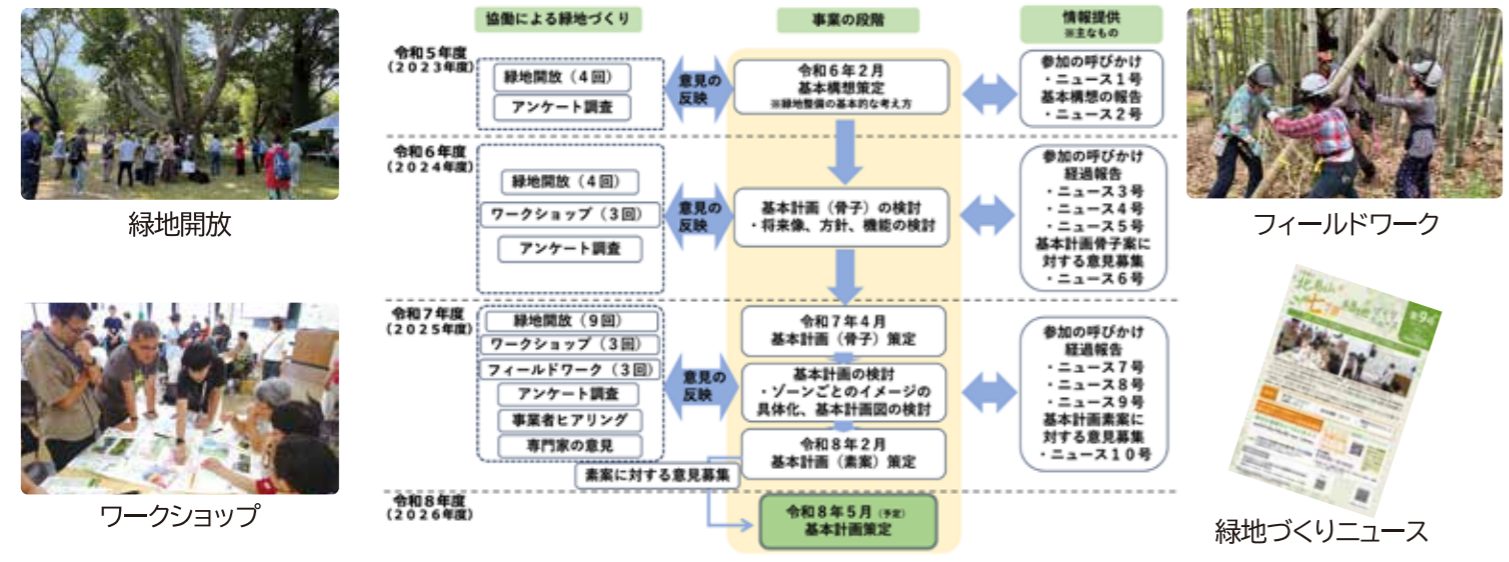 協働による緑地づくり
事業の段階
情報提供
※主なもの
令和5年度
(2023年度)
緑地開放(4回)
アンケート調査
意見の
反映
令和6年2月
基本構想策定
※緑地整備の基本的な考え方
参加の呼びかけ
・ニュース1号
基本構想の報告
・ニュース2号
令和6年度
(2024年度)
緑地開放(4回)
ワークショップ(3回)
アンケート調査
意見の
反映
基本計画(骨子)の検討
・将来像、方針、機能の検討
参加の呼びかけ
経過報告
・ニュース3号
・ニュース4号
・ニュース5号
基本計画骨子案に
対する意見募集
・ニュース6号
令和7年度
(2025年度)
緑地開放(9回)
ワークショップ(3回)
フィールドワーク(3回)
アンケート調査
事業者ヒアリング
専門家の意見
意見の
反映
令和7年4月
基本計画(骨子)策定
基本計画の検討
・ゾーンごとのイメージの
具体化、基本計画図の検討
令和8年2月
基本計画(素案)策定
素案に対する意見募集
参加の呼びかけ
経過報告
・ニュース7号
・ニュース8号
・ニュース9号
基本計画素案に
対する意見募集
・ニュース10号
令和8年度
(2026年度)
令和8年5月(予定)
基本計画策定
緑地開放
ワークショップ
フィールドワーク
緑地づくりニュース